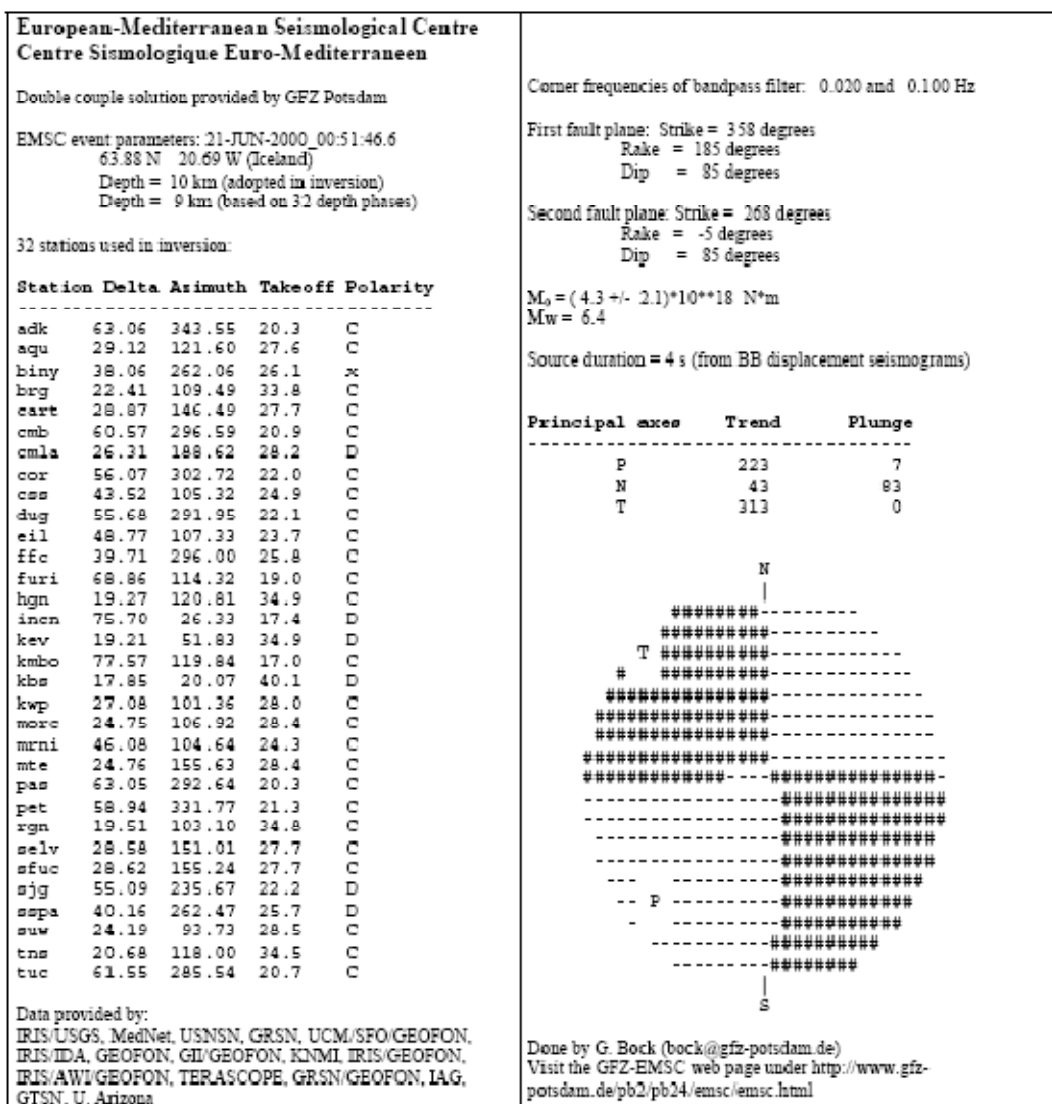 European-Mediterranean Seismological Centre
Centre Sismologique Euro-Mediterraneen
Double couple solution provided by GFZ Potsdam
EMSC event parameters: 21-JUN-2000_00:51:46.6
63.88 N 20.69 W (Iceland)
Depth = 10 km (adopted in inversion)
Depth = 9 km (based on 32 depth phases)
32 stations used in inversion:
Station Delta Azimuth Takeoff Polarity
----------------------------------------
adk 63.06 343.55 20.3 C
aqu 29.12 121.60 27.6 C
biny 38.06 262.06 26.1 x
brg 22.41 109.49 33.8 C
cart 28.87 146.49 27.7 C
cmb 60.57 296.59 20.9 C
cmla 26.31 188.62 28.2 D
cor 56.07 302.72 22.0 C
css 43.52 105.32 24.9 C
dug 55.68 291.95 22.1 C
eil 48.77 107.33 23.7 C
ffc 39.71 296.00 25.8 C
furi 68.86 114.32 19.0 C
hgn 19.27 120.81 34.9 C
incn 75.70 26.33 17.4 D
kev 19.21 51.83 34.9 D
kmbo 77.57 119.84 17.0 C
kbs 17.85 20.07 40.1 D
kwp 27.08 101.36 28.0 C
morc 24.75 106.92 28.4 C
mrni 46.08 104.64 24.3 C
mte 24.76 155.63 28.4 C
pas 63.05 292.64 20.3 C
pet 58.94 331.77 21.3 C
rgn 19.51 103.10 34.8 C
selv 28.58 151.01 27.7 C
sfuc 28.62 155.24 27.7 C
sjg 55.09 235.67 22.2 D
sspa 40.16 262.47 25.7 D
suw 24.19 93.73 28.5 C
tns 20.68 118.00 34.5 C
tuc 61.55 285.54 20.7 C
Data provided by:
IRIS/USGS, MedNet, USNSN, GRSN, UCM/SFO/GEOFON,
IRIS/IDA, GEOFON, GII/GEOFON, KNMI, IRIS/GEOFON,
IRIS/AWI/GEOFON, TERASCOPE, GRSN/GEOFON, IAG,
GTSN, U. Arizona
Corner frequencies of bandpass filter: 0.020 and 0.100 Hz
First fault plane: Strike = 358 degrees
Rake = 185 degrees
Dip = 85 degrees
Second fault plane: Strike = 268 degrees
Rake = -5 degrees
Dip = 85 degrees
M₀ = ( 4.3 +/- 2.1)*10**18 N*m
Mw = 6.4
Source duration = 4 s (from BB displacement seismograms)
Principal axes Trend Plunge
-------------------------------------
P 223 7
N 43 83
T 313 0
N
|
########---------
##########----------
T ##########------------
# ##########-------------
###############--------------
################---------------
################---------------
#################--------------
#############----###############-
------------------###############
------------------###############
-----------------##############
-----------------##############
--- ----------#############
-- P ----------############
- ------------###########
-----------##########
---------########
|
S
Done by G. Bock (bock@gfz-potsdam.de)
Visit the GFZ-EMSC web page under http://www.gfz-
potsdam.de/pb2/pb24/emsc/emsc.html